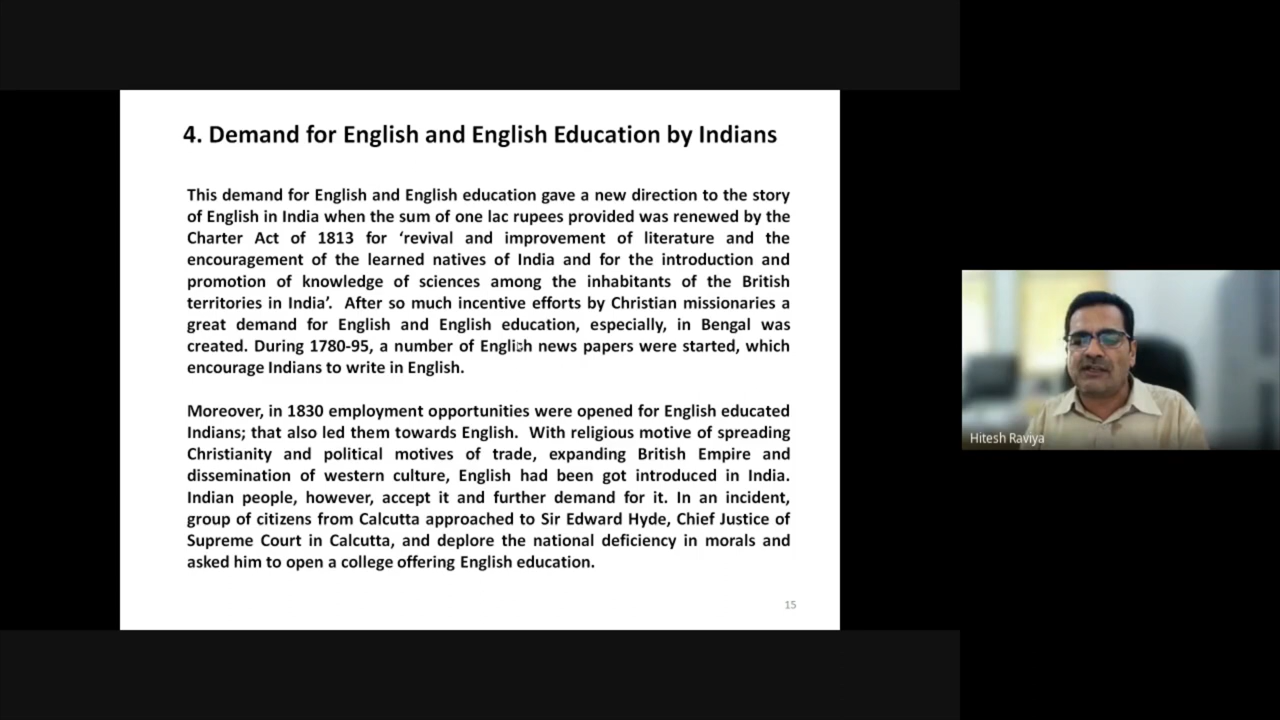 4. Demand for English and English Education by Indians
This demand for English and English education gave a new direction to the story
of English in India when the sum of one lac rupees provided was renewed by the
Charter Act of 1813 for ‘revival and improvement of literature and the
encouragement of the learned natives of India and for the introduction and
promotion of knowledge of sciences among the inhabitants of the British
territories in India’. After so much incentive efforts by Christian missionaries a
great demand for English and English education, especially, in Bengal was
created. During 1780-95, a number of English news papers were started, which
encourage Indians to write in English.
Moreover, in 1830 employment opportunities were opened for English educated
Indians; that also led them towards English. With religious motive of spreading
Christianity and political motives of trade, expanding British Empire and
dissemination of western culture, English had been got introduced in India.
Indian people, however, accept it and further demand for it. In an incident,
group of citizens from Calcutta approached to Sir Edward Hyde, Chief Justice of
Supreme Court in Calcutta, and deplore the national deficiency in morals and
asked him to open a college offering English education.
15
Hitesh Raviya